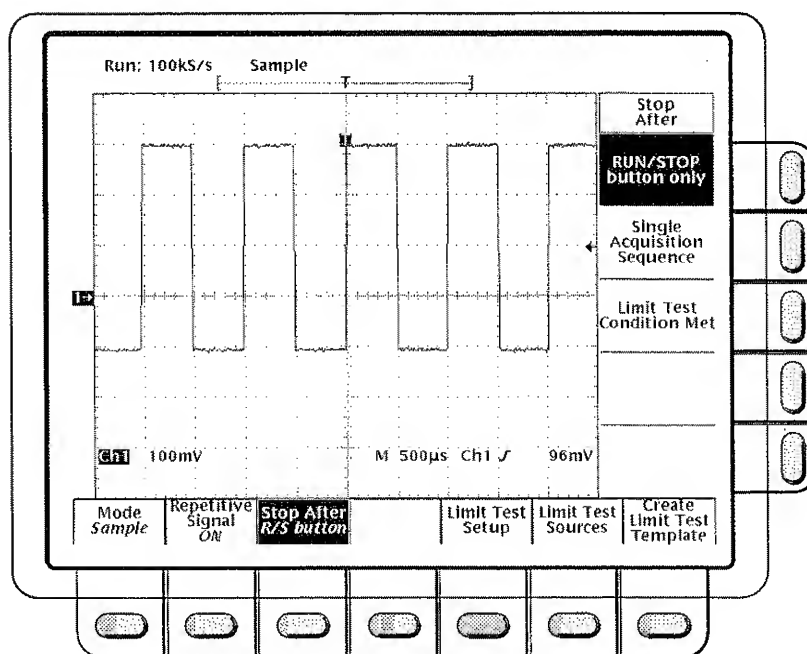 Run: 100kS/s Sample
[ T ]
Stop
After
T
RUN/STOP
button only
Single
Acquisition
Sequence
1
Limit Test
Condition Met
Ch1 100mV M 500µs Ch1 ƒ 96mV
Mode
Sample
Repetitive
Signal
ON
Stop After
R/S button
Limit Test
Setup
Limit Test
Sources
Create
Limit Test
Template